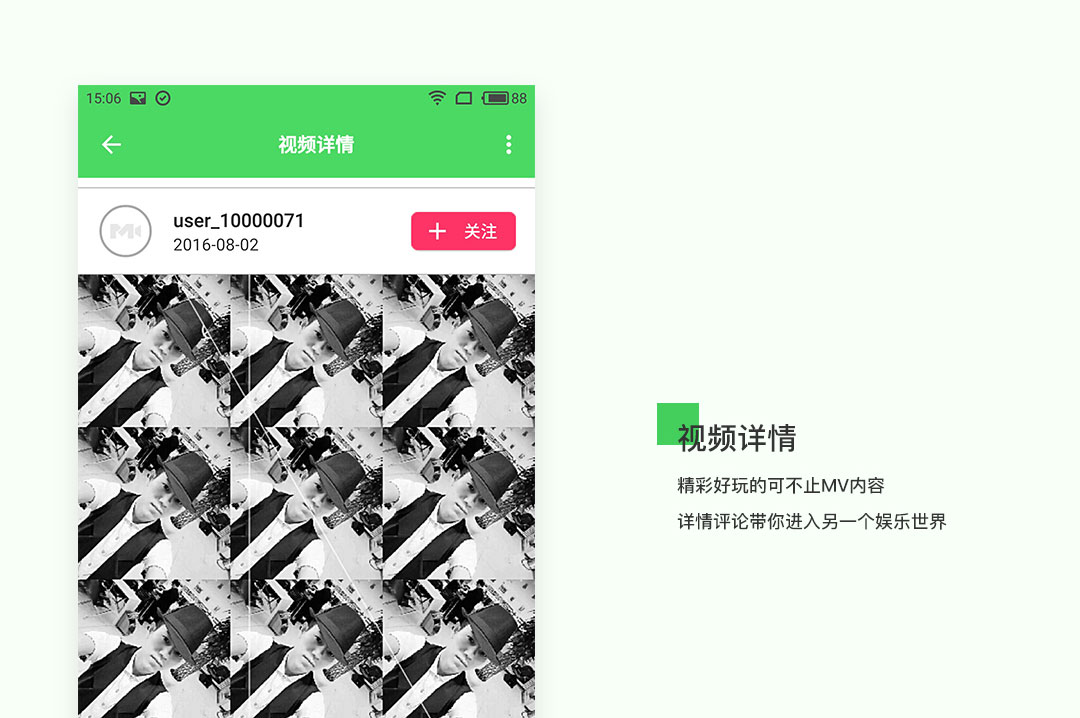 15:06
88
视频详情
user_10000071
2016-08-02
关注
视频详情
精彩好玩的可不止MV内容
详情评论带你进入另一个娱乐世界